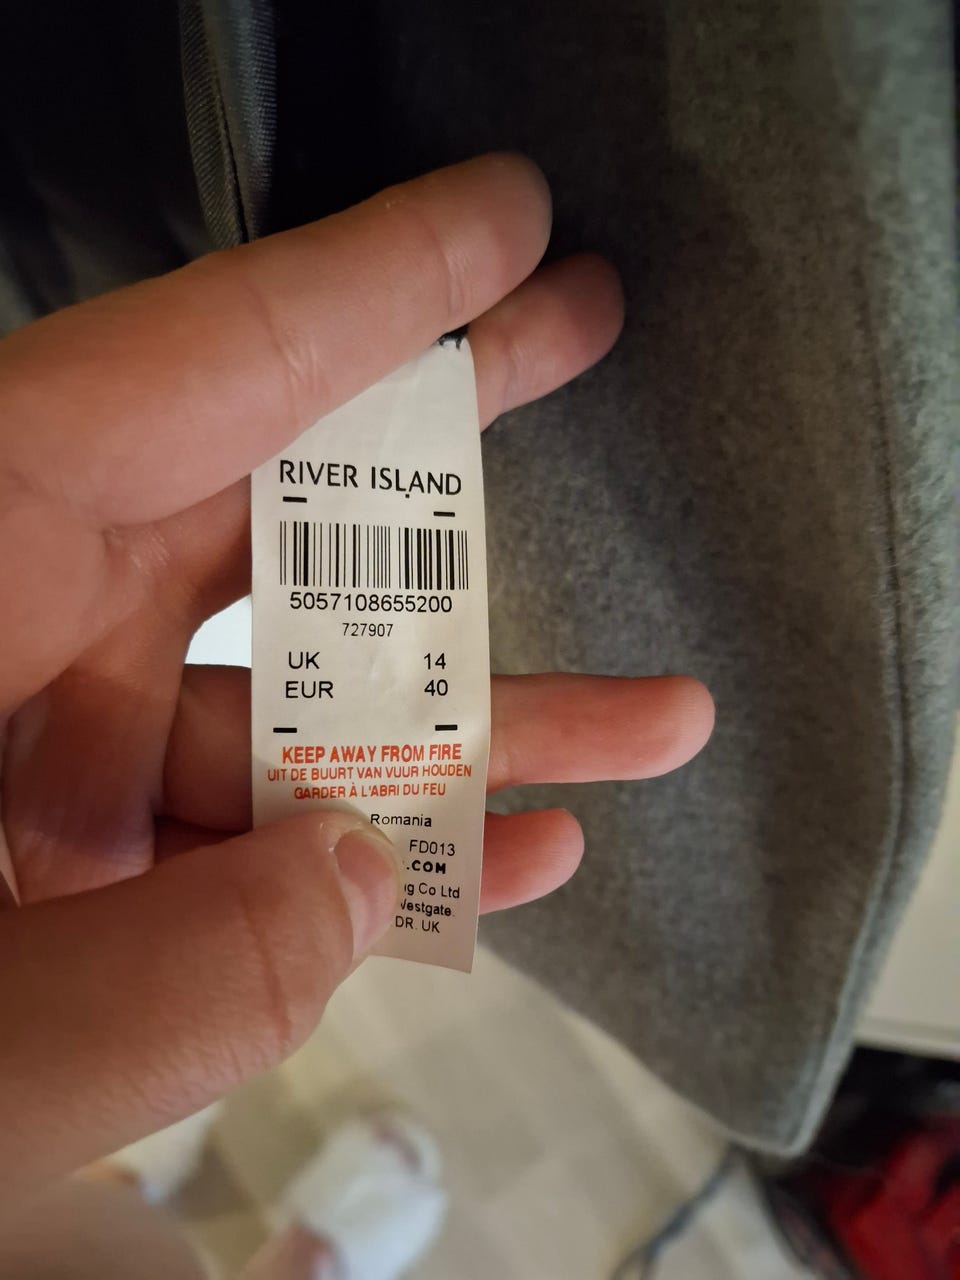 RIVER ISLAND
5057108655200
727907
UK 14
EUR 40
KEEP AWAY FROM FIRE
UIT DE BUURT VAN VUUR HOUDEN
GARDER À L'ABRI DU FEU
Romania
FD013
.COM
Co Ltd
DR. UK